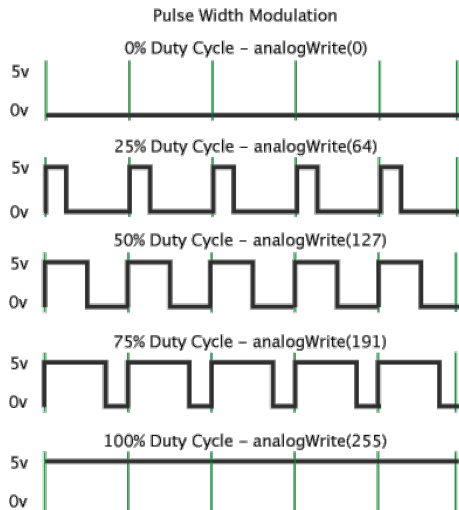 Pulse Width Modulation
0% Duty Cycle – analogWrite(0)
5v
0v
25% Duty Cycle – analogWrite(64)
5v
0v
50% Duty Cycle – analogWrite(127)
5v
0v
75% Duty Cycle – analogWrite(191)
5v
0v
100% Duty Cycle – analogWrite(255)
5v
0v